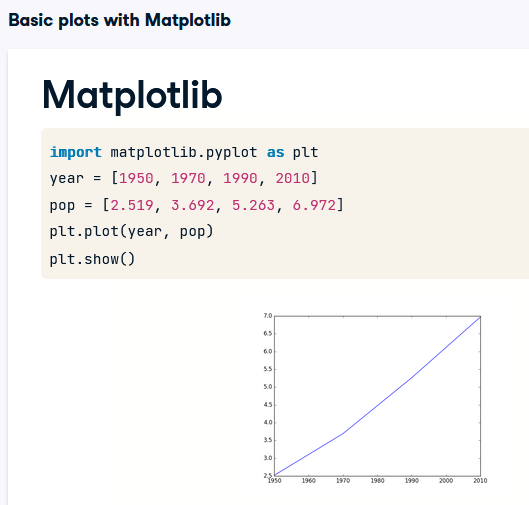 Basic plots with Matplotlib
Matplotlib
import matplotlib.pyplot as plt
year = [1950, 1970, 1990, 2010]
pop = [2.519, 3.692, 5.263, 6.972]
plt.plot(year, pop)
plt.show()
7.0
6.5
6.0
5.5
5.0
4.5
4.0
3.5
3.0
2.5
1950 1960 1970 1980 1990 2000 2010